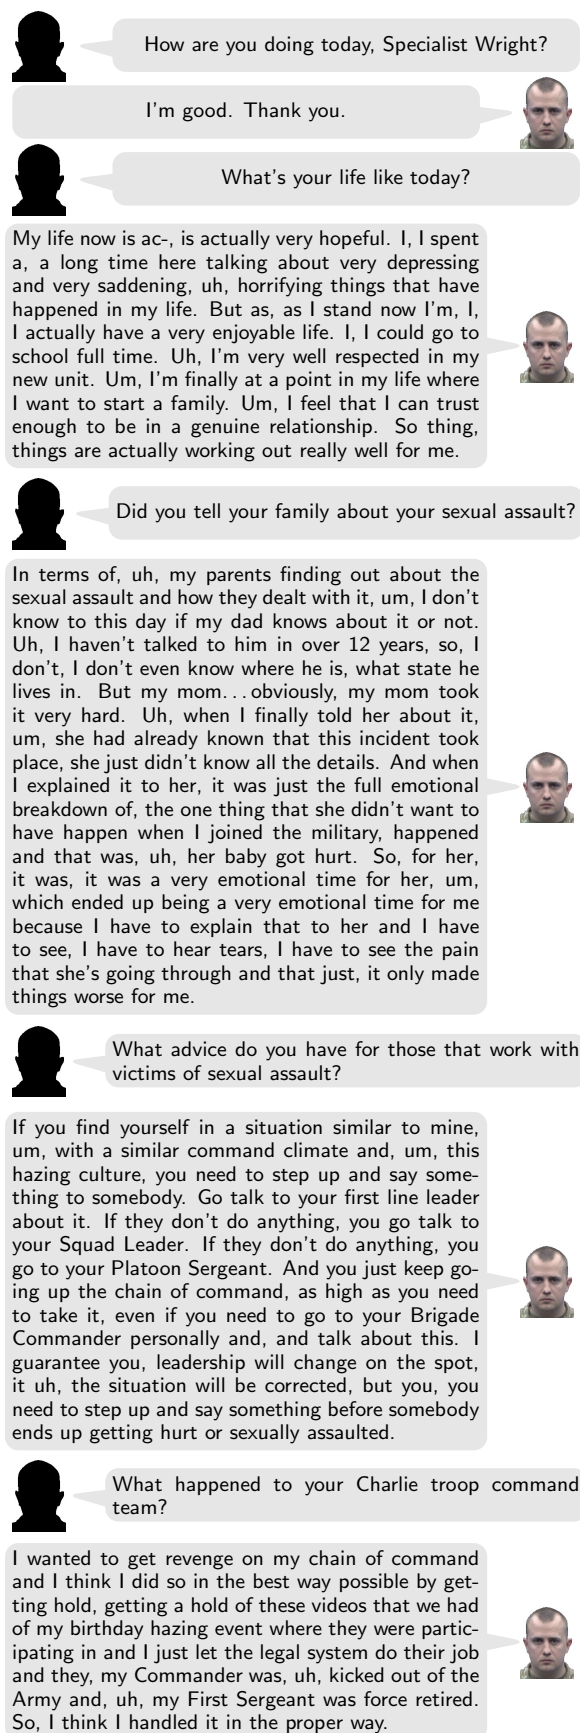 How are you doing today, Specialist Wright?
I'm good. Thank you.
What's your life like today?
My life now is ac-, is actually very hopeful. I, I spent
a, a long time here talking about very depressing
and very saddening, uh, horrifying things that have
happened in my life. But as, as I stand now I'm, I,
I actually have a very enjoyable life. I, I could go to
school full time. Uh, I'm very well respected in my
new unit. Um, I'm finally at a point in my life where
I want to start a family. Um, I feel that I can trust
enough to be in a genuine relationship. So thing,
things are actually working out really well for me.
Did you tell your family about your sexual assault?
In terms of, uh, my parents finding out about the
sexual assault and how they dealt with it, um, I don't
know to this day if my dad knows about it or not.
Uh, I haven't talked to him in over 12 years, so, I
don't, I don't even know where he is, what state he
lives in. But my mom...obviously, my mom took
it very hard. Uh, when I finally told her about it,
um, she had already known that this incident took
place, she just didn't know all the details. And when
I explained it to her, it was just the full emotional
breakdown of, the one thing that she didn't want to
have happen when I joined the military, happened
and that was, uh, her baby got hurt. So, for her,
it was, it was a very emotional time for her, um,
which ended up being a very emotional time for me
because I have to explain that to her and I have
to see, I have to hear tears, I have to see the pain
that she's going through and that just, it only made
things worse for me.
What advice do you have for those that work with
victims of sexual assault?
If you find yourself in a situation similar to mine,
um, with a similar command climate and, um, this
hazing culture, you need to step up and say some-
thing to somebody. Go talk to your first line leader
about it. If they don't do anything, you go talk to
your Squad Leader. If they don't do anything, you
go to your Platoon Sergeant. And you just keep go-
ing up the chain of command, as high as you need
to take it, even if you need to go to your Brigade
Commander personally and, and talk about this. I
guarantee you, leadership will change on the spot,
it uh, the situation will be corrected, but you, you
need to step up and say something before somebody
ends up getting hurt or sexually assaulted.
What happened to your Charlie troop command
team?
I wanted to get revenge on my chain of command
and I think I did so in the best way possible by get-
ting hold, getting a hold of these videos that we had
of my birthday hazing event where they were partic-
ipating in and I just let the legal system do their job
and they, my Commander was, uh, kicked out of the
Army and, uh, my First Sergeant was force retired.
So, I think I handled it in the proper way.